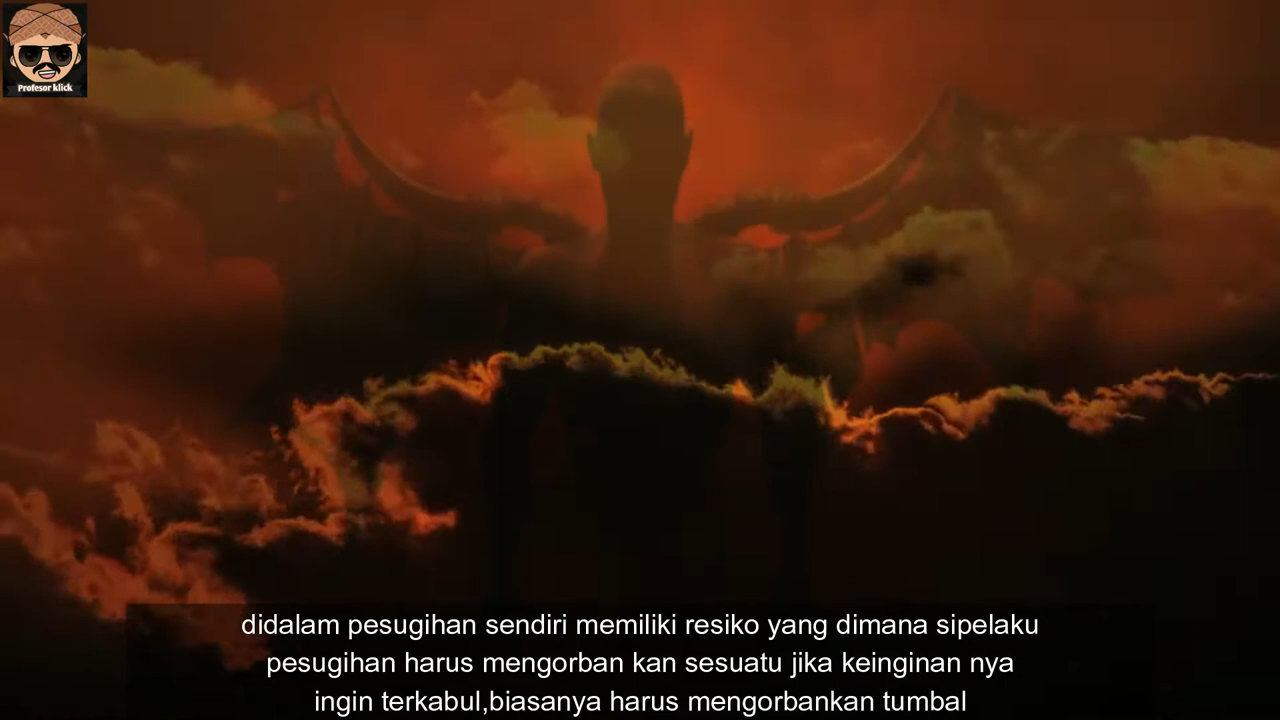 Profesor klick
didalam pesugihan sendiri memiliki resiko yang dimana sipelaku
pesugihan harus mengorban kan sesuatu jika keinginan nya
ingin terkabul,biasanya harus mengorbankan tumbal